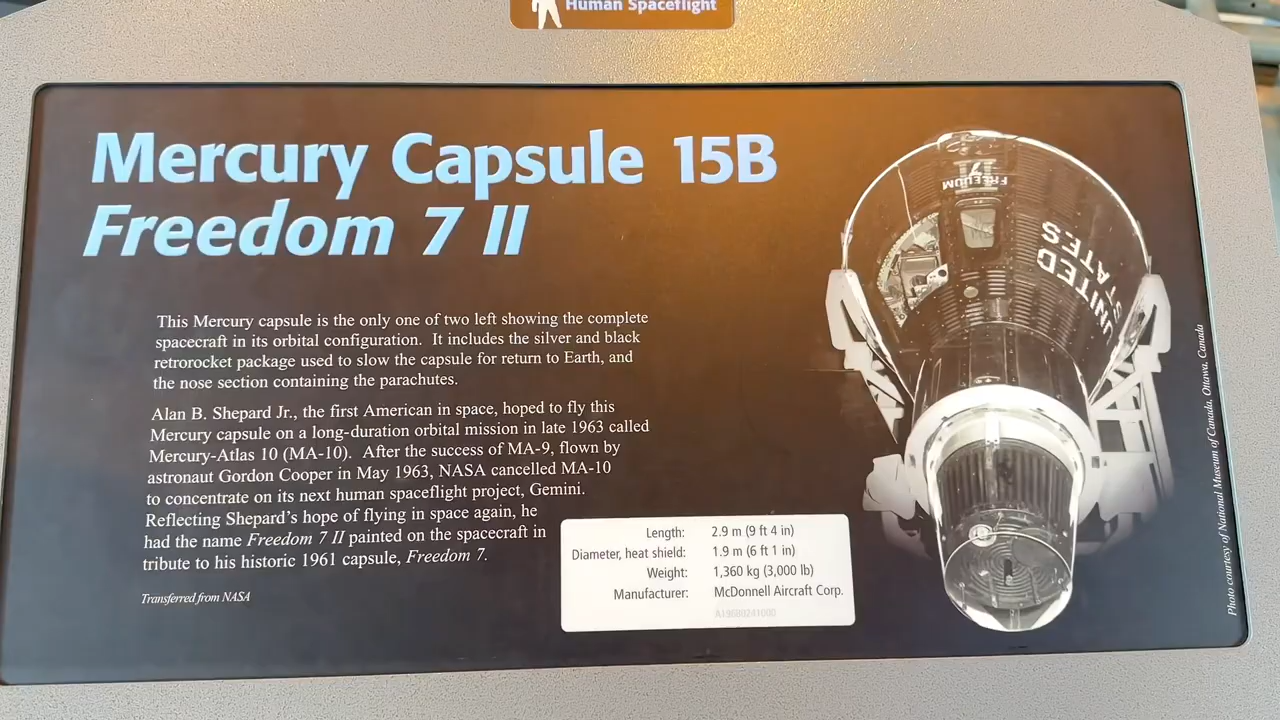 Human Spaceflight
Mercury Capsule 15B
Freedom 7 II
This Mercury capsule is the only one of two left showing the complete
spacecraft in its orbital configuration. It includes the silver and black
retrorocket package used to slow the capsule for return to Earth, and
the nose section containing the parachutes.
Alan B. Shepard Jr., the first American in space, hoped to fly this
Mercury capsule on a long-duration orbital mission in late 1963 called
Mercury-Atlas 10 (MA-10). After the success of MA-9, flown by
astronaut Gordon Cooper in May 1963, NASA cancelled MA-10
to concentrate on its next human spaceflight project, Gemini.
Reflecting Shepard's hope of flying in space again, he
had the name Freedom 7 II painted on the spacecraft in
tribute to his historic 1961 capsule, Freedom 7.
Transferred from NASA
Length: 2.9 m (9 ft 4 in)
Diameter, heat shield: 1.9 m (6 ft 1 in)
Weight: 1,360 kg (3,000 lb)
Manufacturer: McDonnell Aircraft Corp.
A19680241000
FREEDOM
7
II
UNITED
STATES
Photo courtesy of National Museum of Canada, Ottawa, Canada